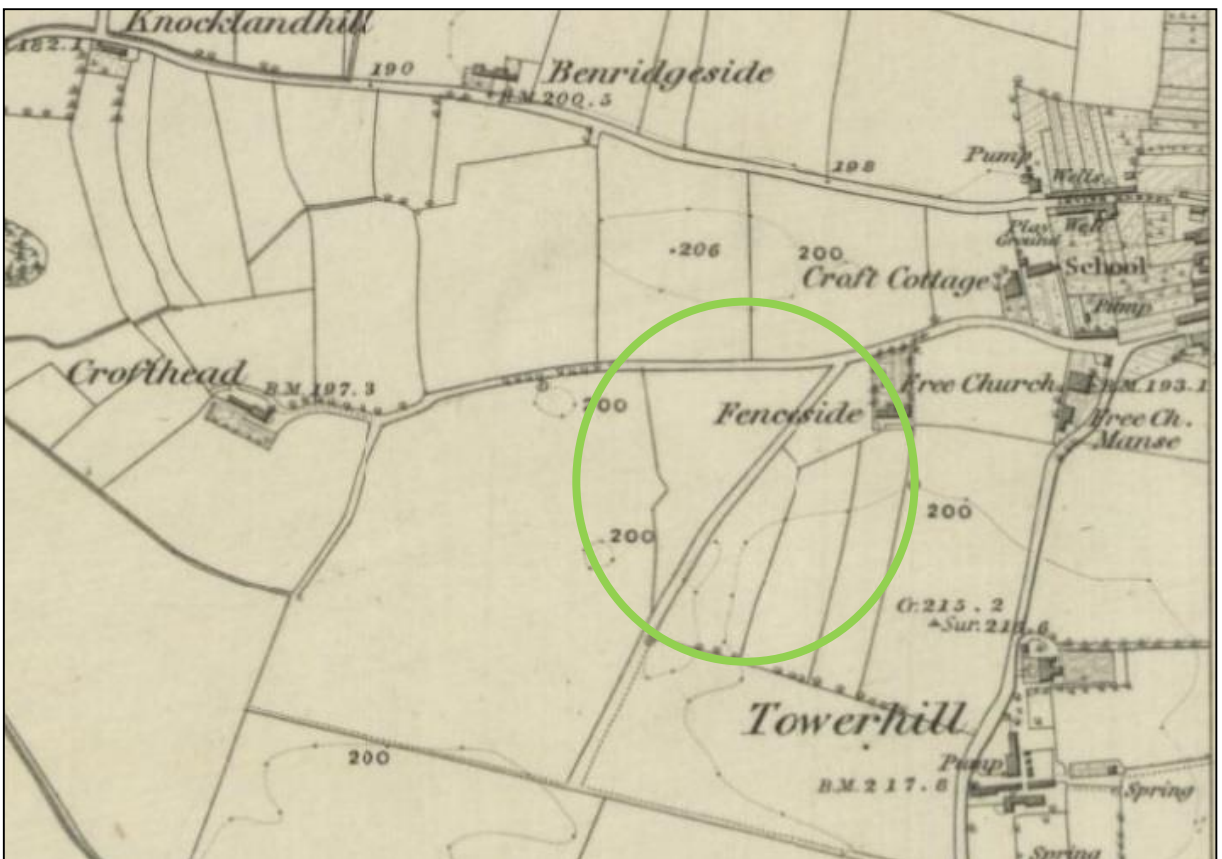 Knocklandhill
182.1
190
Benridgeside
B.M. 200.5
198
Pump
Wells
Play Ground
Well
.206
200
Croft Cottage
School
Pump
Crofthead
B.M. 197.3
200
Fenceside
Free Church
B.M. 193.1
Free Ch. Manse
200
200
Cr. 215.2
Towerhill
200
B.M. 217.6
Pump
Spring
Spring